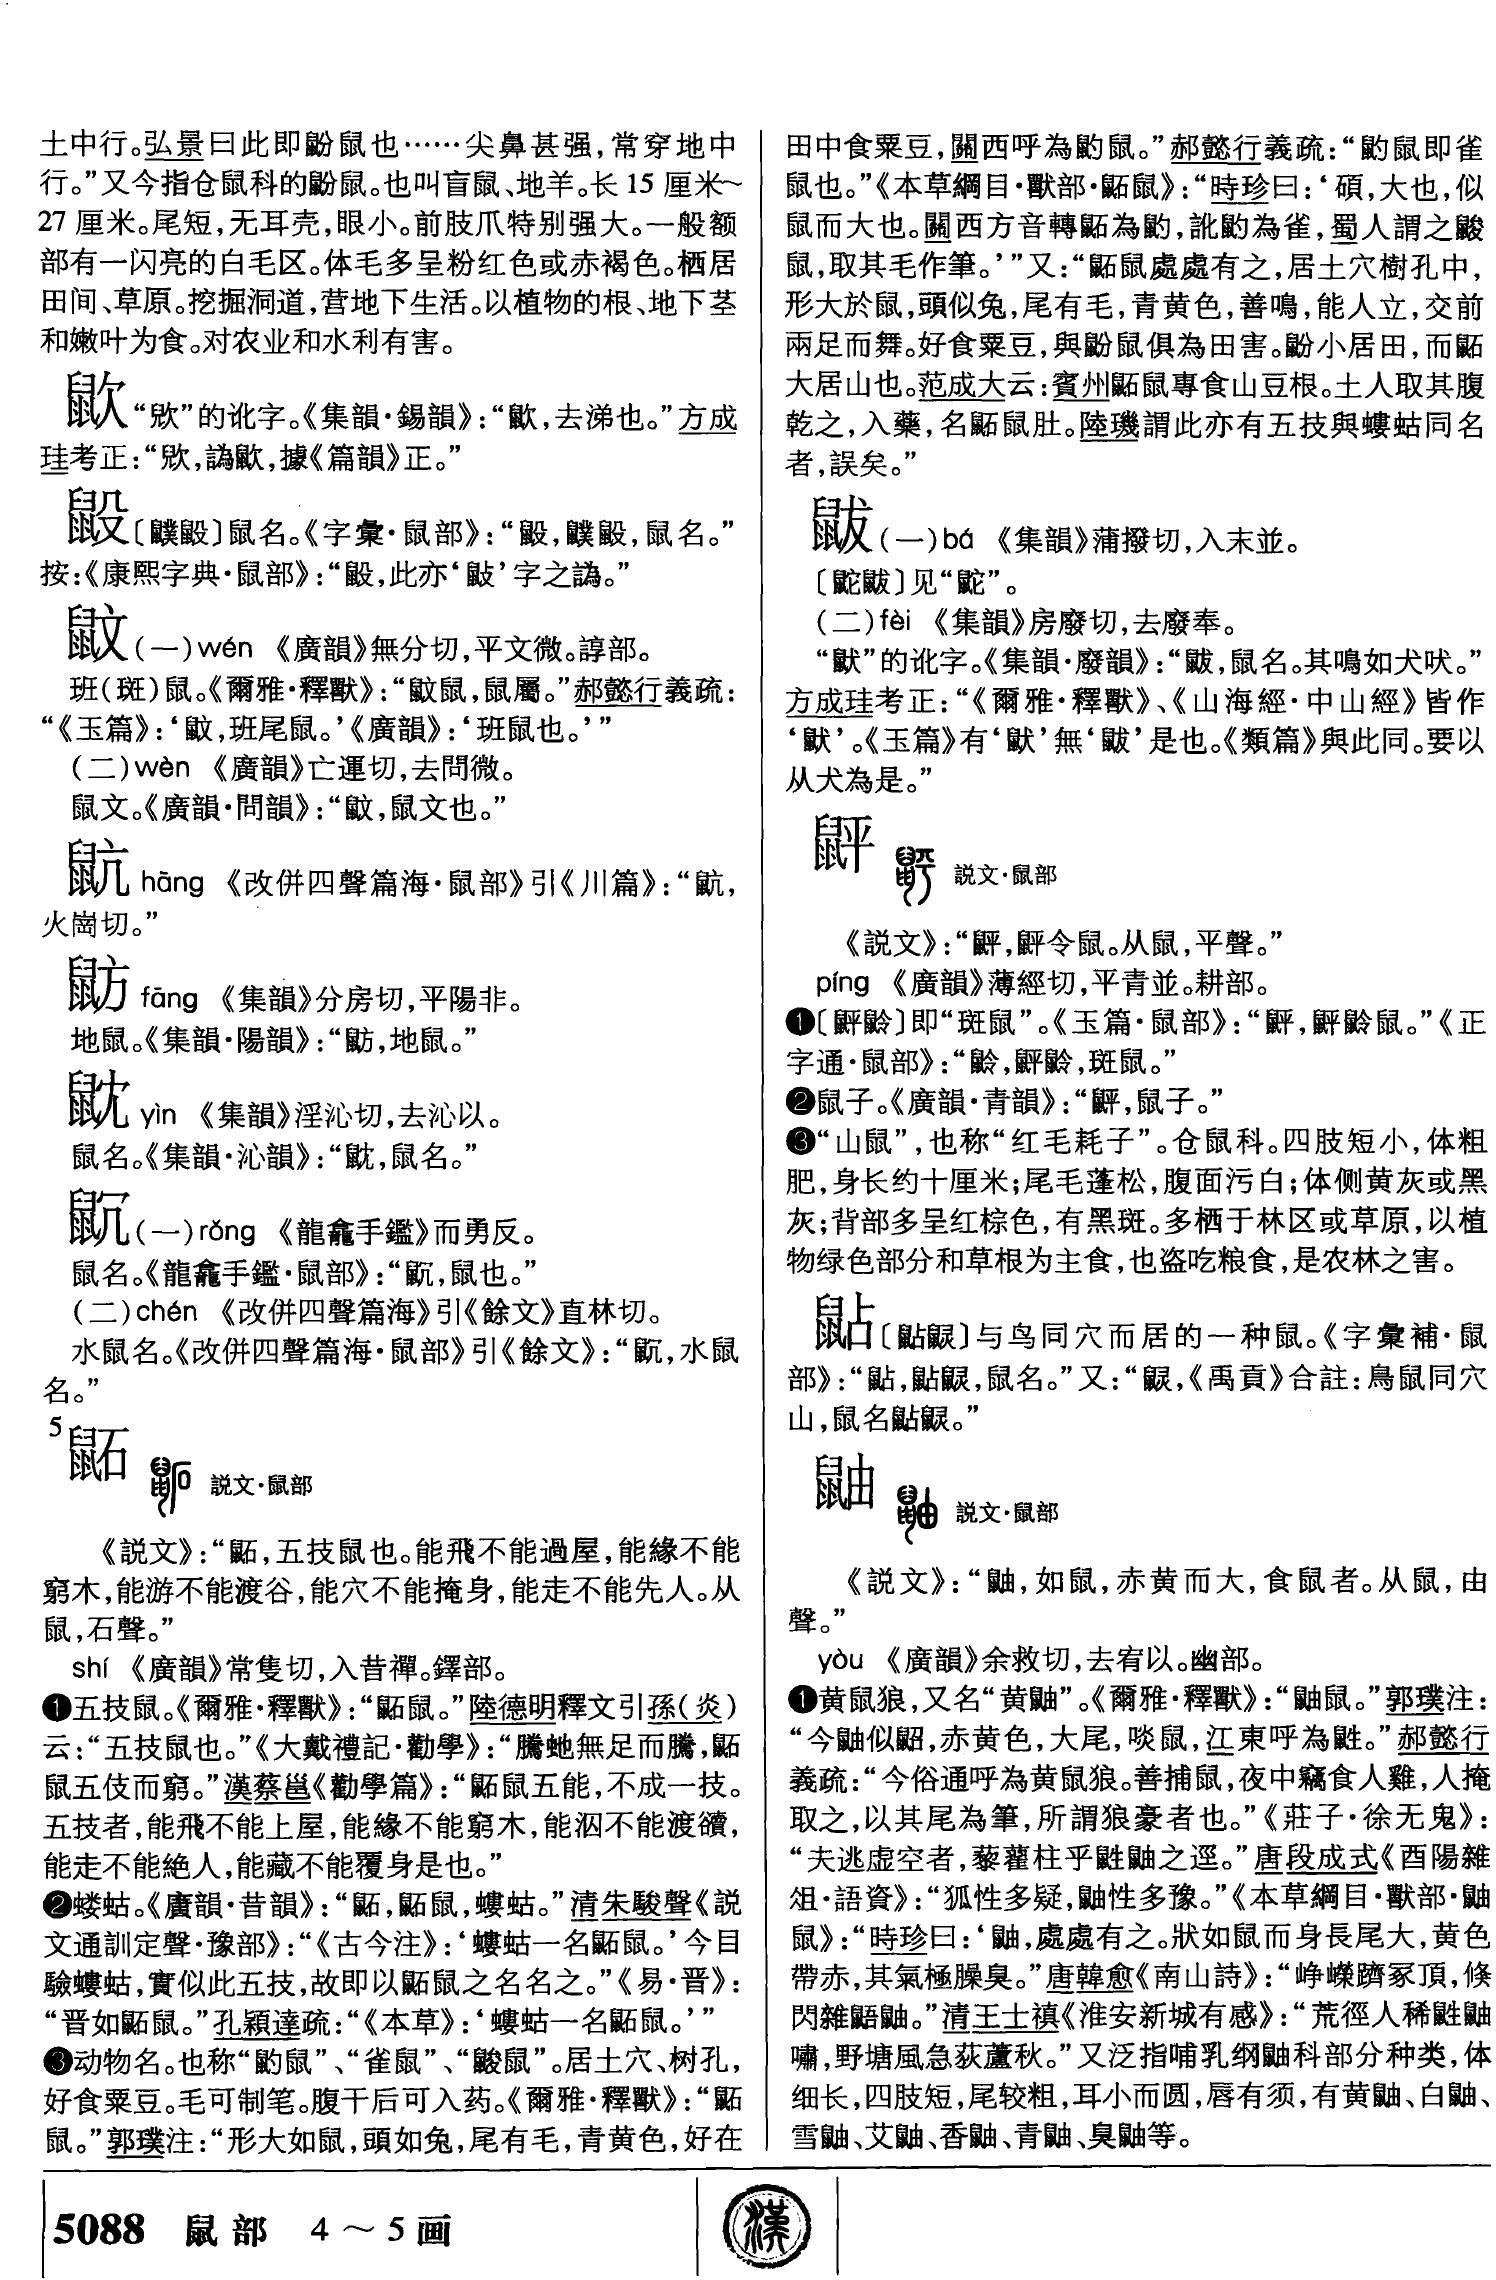 土中行。弘景曰此即鼢鼠也……尖鼻甚强，常穿地中
行。”又今指仓鼠科的鼢鼠。也叫盲鼠、地羊。长 15 厘米～
27 厘米。尾短，无耳壳，眼小。前肢爪特别强大。一般额
部有一闪亮的白毛区。体毛多呈粉红色或赤褐色。栖居
田间、草原。挖掘洞道，营地下生活。以植物的根、地下茎
和嫩叶为食。对农业和水利有害。
“欥”的讹字。《集韻·錫韻》：“，去涕也。”方成
珪考正：“欥，譌，據《篇韻》正。”
〔〕鼠名。《字彙·鼠部》：“，，鼠名。”
按：《康熙字典·鼠部》：“，此亦‘’字之譌。”
鼤(一)wén 《廣韻》無分切，平文微。諄部。
班(斑)鼠。《爾雅·釋獸》：“鼤鼠，鼠屬。”郝懿行義疏：
“《玉篇》：‘鼤，班尾鼠。’《廣韻》：‘班鼠也。’”
(二)wèn 《廣韻》亡運切，去問微。
鼠文。《廣韻·問韻》：“鼤，鼠文也。”
hāng 《改併四聲篇海·鼠部》引《川篇》：“，
火崗切。”
fāng 《集韻》分房切，平陽非。
地鼠。《集韻·陽韻》：“，地鼠。”
yìn 《集韻》淫沁切，去沁以。
鼠名。《集韻·沁韻》：“，鼠名。”
(一)rǒng 《龍龕手鑑》而勇反。
鼠名。《龍龕手鑑·鼠部》：“，鼠也。”
(二)chén 《改併四聲篇海》引《餘文》直林切。
水鼠名。《改併四聲篇海·鼠部》引《餘文》：“，水鼠
名。”
5
鼫 説文·鼠部
《説文》：“鼫，五技鼠也。能飛不能過屋，能緣不能
窮木，能游不能渡谷，能穴不能掩身，能走不能先人。从
鼠，石聲。”
shí 《廣韻》常隻切，入昔禪。鐸部。
❶五技鼠。《爾雅·釋獸》：“鼫鼠。”陸德明釋文引孫(炎)
云：“五技鼠也。”《大戴禮記·勸學》：“騰虵無足而騰，鼫
鼠五伎而窮。”漢蔡邕《勸學篇》：“鼫鼠五能，不成一技。
五技者，能飛不能上屋，能緣不能窮木，能泅不能渡瀆，
能走不能絶人，能藏不能覆身是也。”
❷蝼蛄。《廣韻·昔韻》：“鼫，鼫鼠，螻蛄。”清朱駿聲《説
文通訓定聲·豫部》：“《古今注》：‘螻蛄一名鼫鼠。’今目
驗螻蛄，實似此五技，故即以鼫鼠之名名之。”《易·晋》：
“晋如鼫鼠。”孔穎達疏：“《本草》：‘螻蛄一名鼫鼠。’”
❸动物名。也称“鼩鼠”、“雀鼠”、“鼠”。居土穴、树孔，
好食粟豆。毛可制笔。腹干后可入药。《爾雅·釋獸》：“鼫
鼠。”郭璞注：“形大如鼠，頭如兔，尾有毛，青黄色，好在
田中食粟豆，關西呼為鼩鼠。”郝懿行義疏：“鼩鼠即雀
鼠也。”《本草綱目·獸部·鼫鼠》：“時珍曰：‘碩，大也，似
鼠而大也。關西方音轉鼫為鼩，訛鼩為雀，蜀人謂之
鼠，取其毛作筆。’”又：“鼫鼠處處有之，居土穴樹孔中，
形大於鼠，頭似兔，尾有毛，青黄色，善鳴，能人立，交前
兩足而舞。好食粟豆，與鼢鼠俱為田害。鼢小居田，而鼫
大居山也。范成大云：賓州鼫鼠專食山豆根。土人取其腹
乾之，入藥，名鼫鼠肚。陸璣謂此亦有五技與螻蛄同名
者，誤矣。”
鼥(一)bá 《集韻》蒲撥切，入末並。
〔鼧鼥〕见“鼧”。
(二)fèi 《集韻》房廢切，去廢奉。
“鼣”的讹字。《集韻·廢韻》：“鼥，鼠名。其鳴如犬吠。”
方成珪考正：“《爾雅·釋獸》、《山海經·中山經》皆作
‘鼣’。《玉篇》有‘鼣’無‘鼥’是也。《類篇》與此同。要以
从犬為是。”
鼮 説文·鼠部
《説文》：“，令鼠。从鼠，平聲。”
píng 《廣韻》薄經切，平青並。耕部。
❶〔鼩〕即“斑鼠”。《玉篇·鼠部》：“，鼠。”《正
字通·鼠部》：“，，斑鼠。”
❷鼠子。《廣韻·青韻》：“，鼠子。”
❸“山鼠”，也称“红毛耗子”。仓鼠科。四肢短小，体粗
肥，身长约十厘米；尾毛蓬松，腹面污白；体侧黄灰或黑
灰；背部多呈红棕色，有黑斑。多栖于林区或草原，以植
物绿色部分和草根为主食，也盗吃粮食，是农林之害。
〔〕与鸟同穴而居的一种鼠。《字彙補·鼠
部》：“，，鼠名。”又：“，《禹貢》合註：鳥鼠同穴
山，鼠名。”
鼬 説文·鼠部
《説文》：“鼬，如鼠，赤黄而大，食鼠者。从鼠，由
聲。”
yòu 《廣韻》余救切，去宥以。幽部。
❶黄鼠狼，又名“黄鼬”。《爾雅·釋獸》：“鼬鼠。”郭璞注：
“今鼬似鼦，赤黄色，大尾，啖鼠，江東呼為鼪。”郝懿行
義疏：“今俗通呼為黄鼠狼。善捕鼠，夜中竊食人雞，人掩
取之，以其尾為筆，所謂狼豪者也。”《莊子·徐无鬼》：
“夫逃虚空者，藜藋柱乎鼪鼬之逕。”唐段成式《酉陽雜
俎·語資》：“狐性多疑，鼬性多豫。”《本草綱目·獸部·鼬
鼠》：“時珍曰：‘鼬，處處有之。狀如鼠而身長尾大，黄色
帶赤，其氣極臊臭。”唐韓愈《南山詩》：“峥嶸躋冢頂，倏
閃雜鼯鼬。”清王士禛《淮安新城有感》：“荒徑人稀鼪鼬
嘯，野塘風急荻蘆秋。”又泛指哺乳纲鼬科部分种类，体
细长，四肢短，尾较粗，耳小而圆，唇有须，有黄鼬、白鼬、
雪鼬、艾鼬、香鼬、青鼬、臭鼬等。
5088 鼠部 4～5画
漢